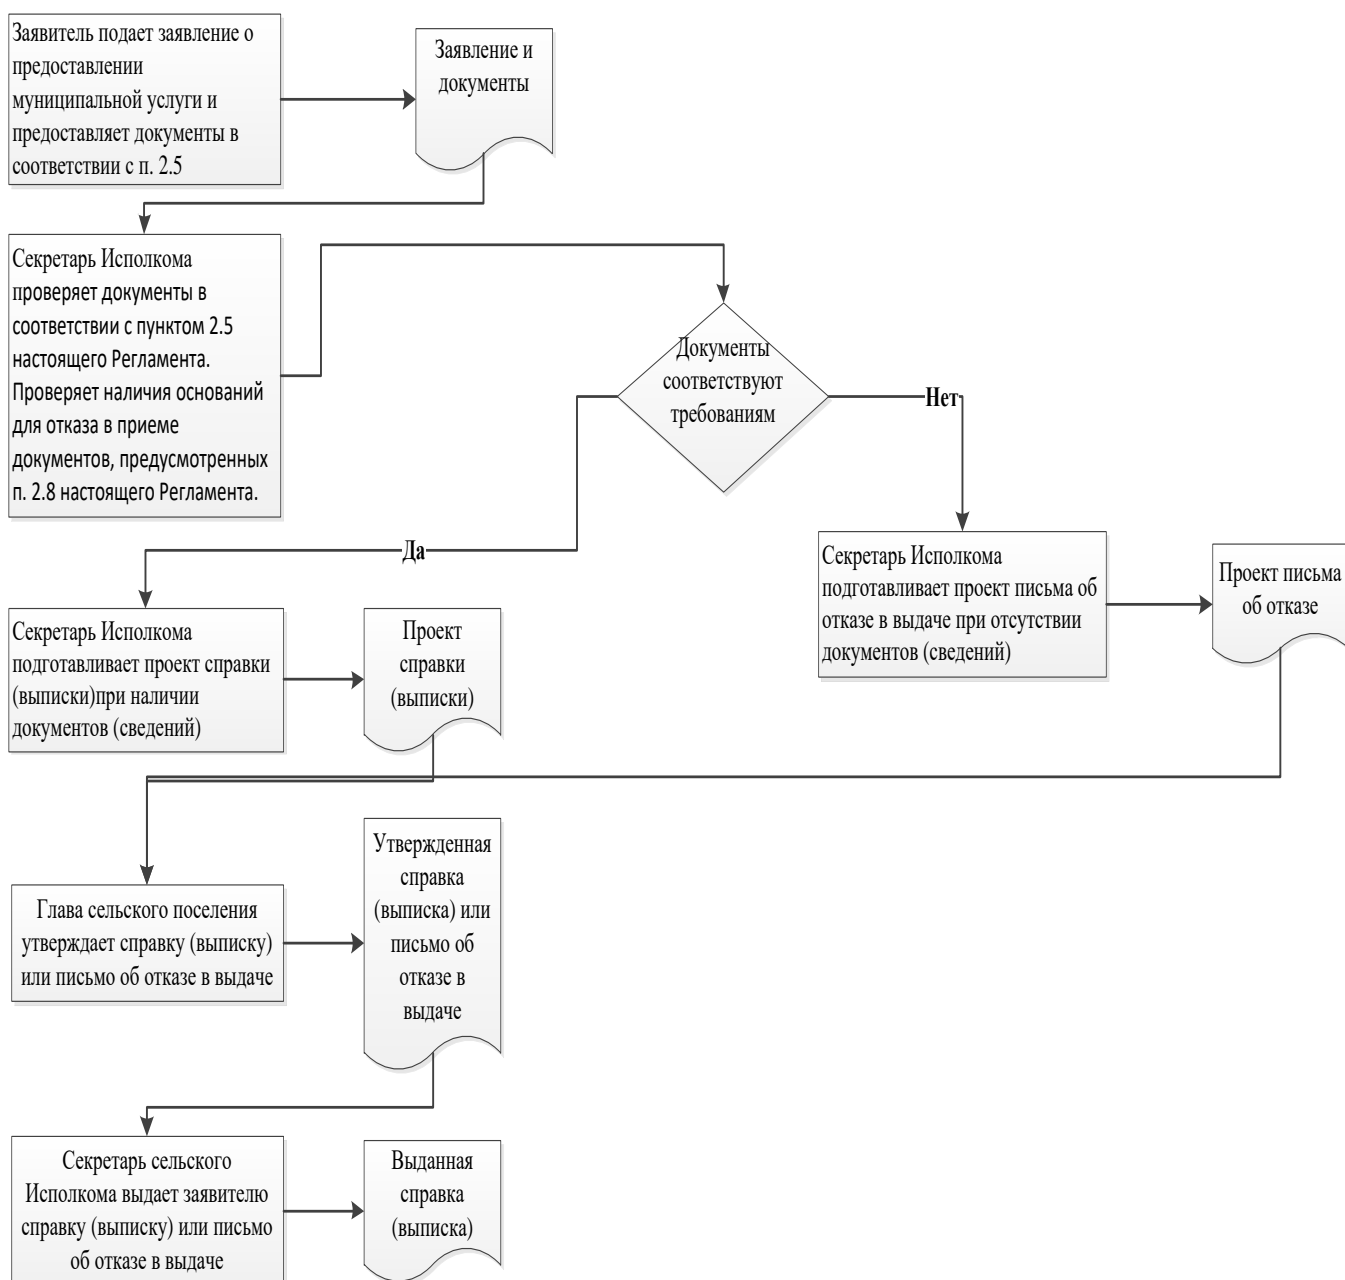 Заявитель подает заявление о
предоставлении
муниципальной услуги и
предоставляет документы в
соответствии с п. 2.5
Заявление и
документы
Секретарь Исполкома
проверяет документы в
соответствии с пунктом 2.5
настоящего Регламента.
Проверяет наличия оснований
для отказа в приеме
документов, предусмотренных
п. 2.8 настоящего Регламента.
Документы
соответствуют
требованиям
Нет
Да
Секретарь Исполкома
подготавливает проект письма об
отказе в выдаче при отсутствии
документов (сведений)
Проект письма
об отказе
Секретарь Исполкома
подготавливает проект справки
(выписки)при наличии
документов (сведений)
Проект
справки
(выписки)
Глава сельского поселения
утверждает справку (выписку)
или письмо об отказе в выдаче
Утвержденная
справка
(выписка) или
письмо об
отказе в
выдаче
Секретарь сельского
Исполкома выдает заявителю
справку (выписку) или письмо
об отказе в выдаче
Выданная
справка
(выписка)